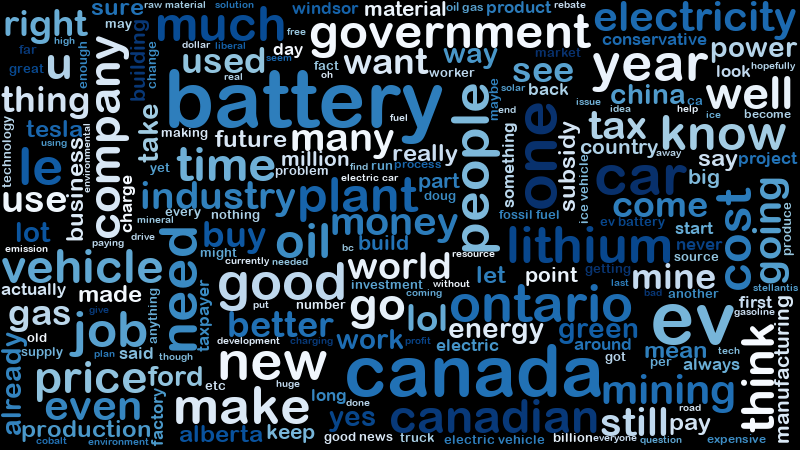 sure
raw material
solution
windsor
material
oil gas
product
rebate
right
may
much
electricity
high
dollar
liberal
free
government
conservative
far
u
enough
building
change
used
seem
day
fact
want
way
market
year
power
great
real
oh
worker
see
back
look
hopefully
thing
company
battery
people
maybe
solar
china
ca
well
issue
idea
help
ice
become
technology
tesla
using
environmental
business
take
making
future
many
fuel
end
one
tax
know
something
subsidy
country
away
say
project
le
yet
time
million
really
problem
find
run
process
use
charge
electric car
part
ice vehicle
car
big
industry
plant
doug
every
nothing
mineral
fossil fuel
come
cost
going
produce
lot
drive
need
buy
oil
money
ev battery
start
emission
paying
might
bc
build
lithium
never
vehicle
currently
needed
world
resource
getting
source
stellantis
actually
made
good
investment
without
let
point
last
mine
bad
another
first
gas
give
anything
taxpayer
put
number
go
coming
ontario
ev
gasoline
old
job
better
lol
energy
green
think
manufacturing
already
supply
plan
said
though
development
charging
work
profit
electric
around
mean
tech
got
per
always
price
ford
new
canada
etc
huge
mining
even
factory
make
long
done
yes
canadian
still
road
pay
production
alberta
keep
good news
truck
electric vehicle
billion
everyone
question
expensive
cobalt
environment